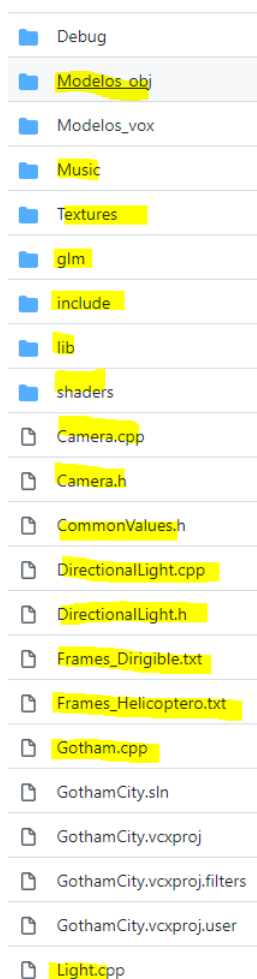 Debug
Modelos_obj
Modelos_vox
Music
Textures
glm
include
lib
shaders
Camera.cpp
Camera.h
CommonValues.h
DirectionalLight.cpp
DirectionalLight.h
Frames_Dirigible.txt
Frames_Helicoptero.txt
Gotham.cpp
GothamCity.sln
GothamCity.vcxproj
GothamCity.vcxproj.filters
GothamCity.vcxproj.user
Light.cpp